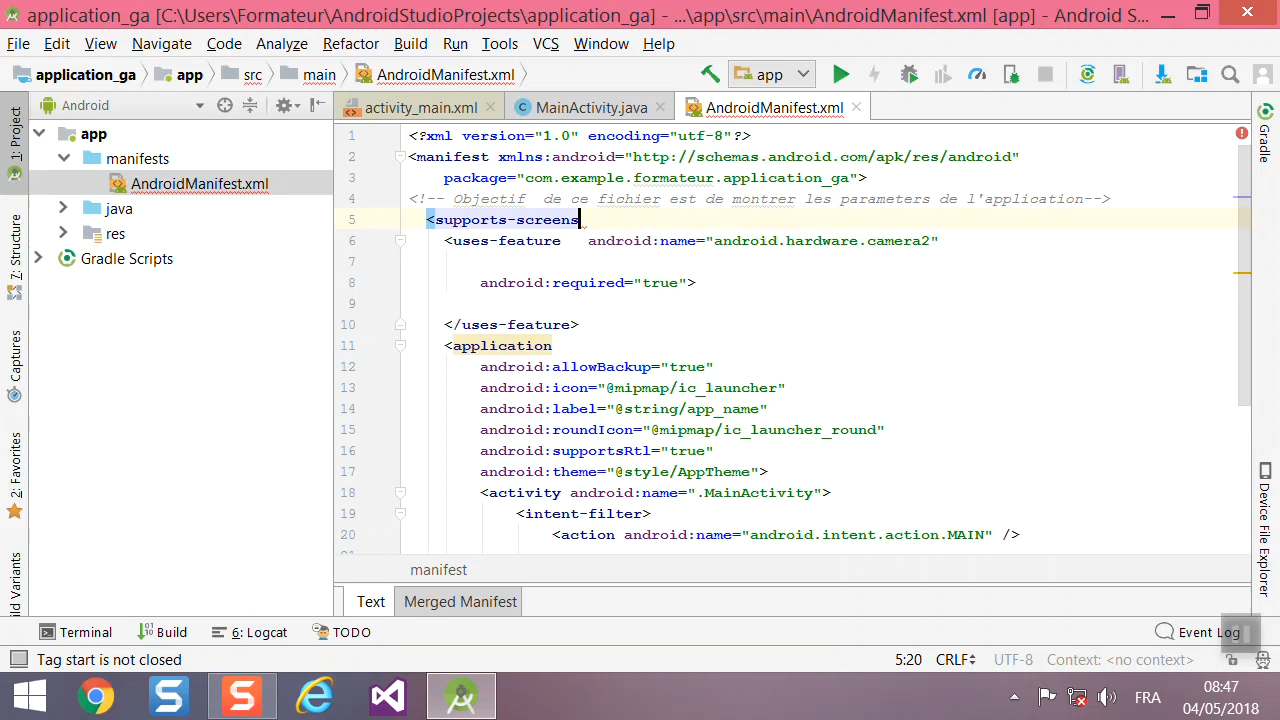 application_ga [C:\Users\Formateur\AndroidStudioProjects\application_ga] - ...\app\src\main\AndroidManifest.xml [app] - Android S...
File Edit View Navigate Code Analyze Refactor Build Run Tools VCS Window Help
application_ga app src main AndroidManifest.xml app
Android activity_main.xml MainActivity.java AndroidManifest.xml
1: Project
7: Structure
Captures
2: Favorites
ld Variants
app
manifests
AndroidManifest.xml
java
res
Gradle Scripts
1 <?xml version="1.0" encoding="utf-8"?>
2 <manifest xmlns:android="http://schemas.android.com/apk/res/android"
3 package="com.example.formateur.application_ga">
4 <!-- Objectif  de ce fichier est de montrer les parameters de l'application-->
5 <supports-screens
6 <uses-feature   android:name="android.hardware.camera2"
7
8 android:required="true">
9
10 </uses-feature>
11 <application
12 android:allowBackup="true"
13 android:icon="@mipmap/ic_launcher"
14 android:label="@string/app_name"
15 android:roundIcon="@mipmap/ic_launcher_round"
16 android:supportsRtl="true"
17 android:theme="@style/AppTheme">
18 <activity android:name=".MainActivity">
19 <intent-filter>
20 <action android:name="android.intent.action.MAIN" />
manifest
Text Merged Manifest
Gradle
Device File Explorer
Terminal Build 6: Logcat TODO Event Log
Tag start is not closed 5:20 CRLF UTF-8 Context: <no context>
FRA
08:47
04/05/2018